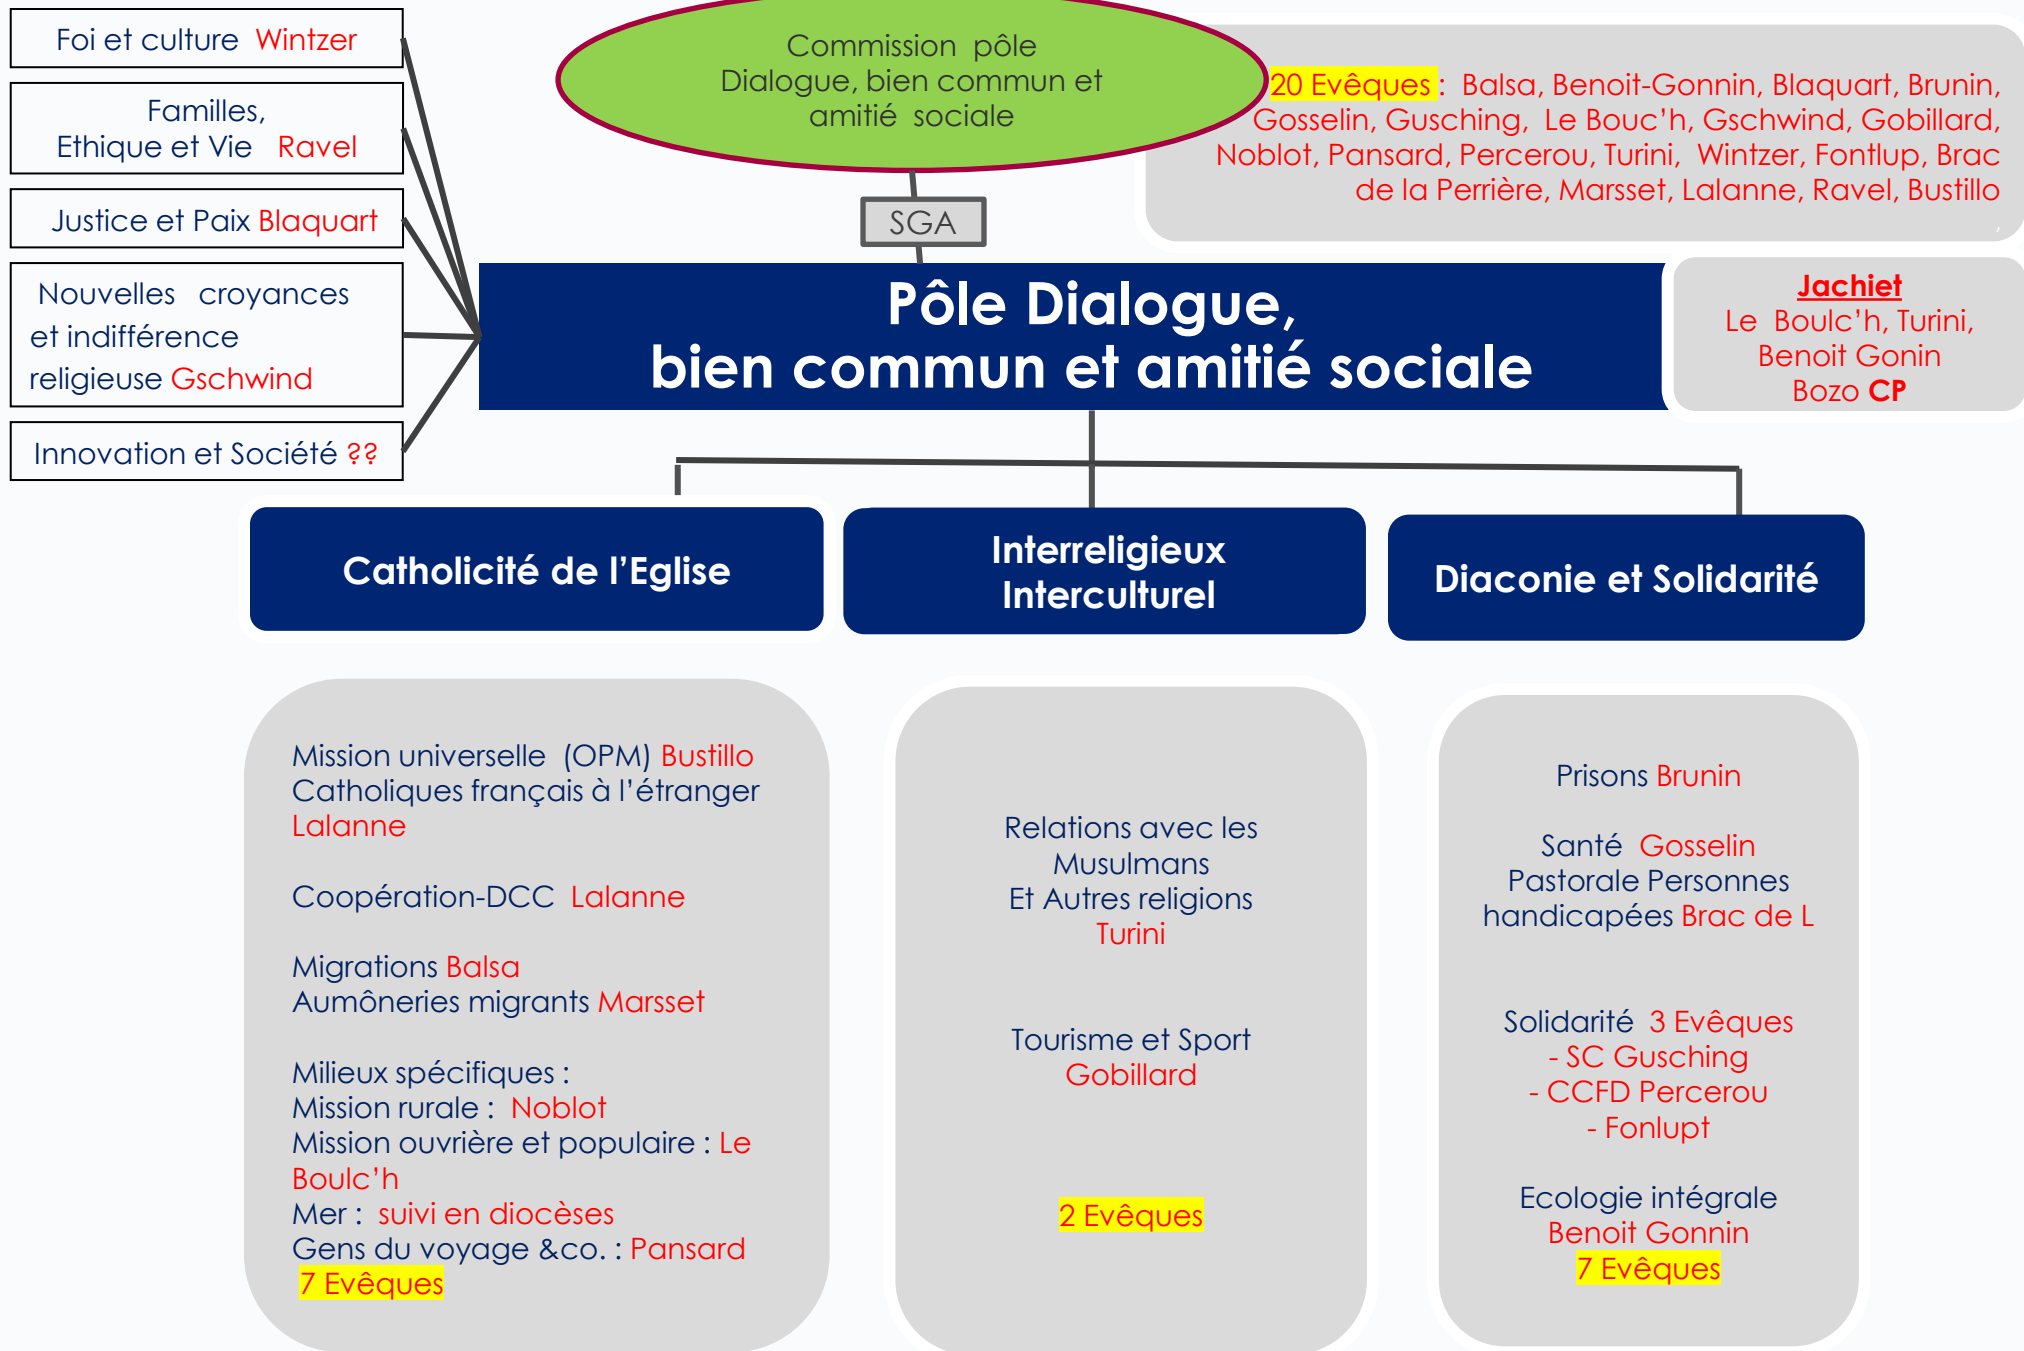 Foi et culture Wintzer
Familles,
Ethique et Vie Ravel
Justice et Paix Blaquart
Nouvelles croyances
et indifférence
religieuse Gschwind
Innovation et Société ??
Commission pôle
Dialogue, bien commun et
amitié sociale
SGA
20 Evêques : Balsa, Benoit-Gonnin, Blaquart, Brunin,
Gosselin, Gusching, Le Bouc’h, Gschwind, Gobillard,
Noblot, Pansard, Percerou, Turini, Wintzer, Fontlup, Brac
de la Perrière, Marsset, Lalanne, Ravel, Bustillo
,
Pôle Dialogue,
bien commun et amitié sociale
Jachiet
Le Boulc’h, Turini,
Benoit Gonin
Bozo CP
Catholicité de l’Eglise
Interreligieux
Interculturel
Diaconie et Solidarité
Mission universelle (OPM) Bustillo
Catholiques français à l’étranger
Lalanne
Coopération-DCC Lalanne
Migrations Balsa
Aumôneries migrants Marsset
Milieux spécifiques :
Mission rurale : Noblot
Mission ouvrière et populaire : Le
Boulc’h
Mer : suivi en diocèses
Gens du voyage &co. : Pansard
7 Evêques
Relations avec les
Musulmans
Et Autres religions
Turini
Tourisme et Sport
Gobillard
2 Evêques
Prisons Brunin
Santé Gosselin
Pastorale Personnes
handicapées Brac de L
Solidarité 3 Evêques
- SC Gusching
- CCFD Percerou
- Fonlupt
Ecologie intégrale
Benoit Gonnin
7 Evêques